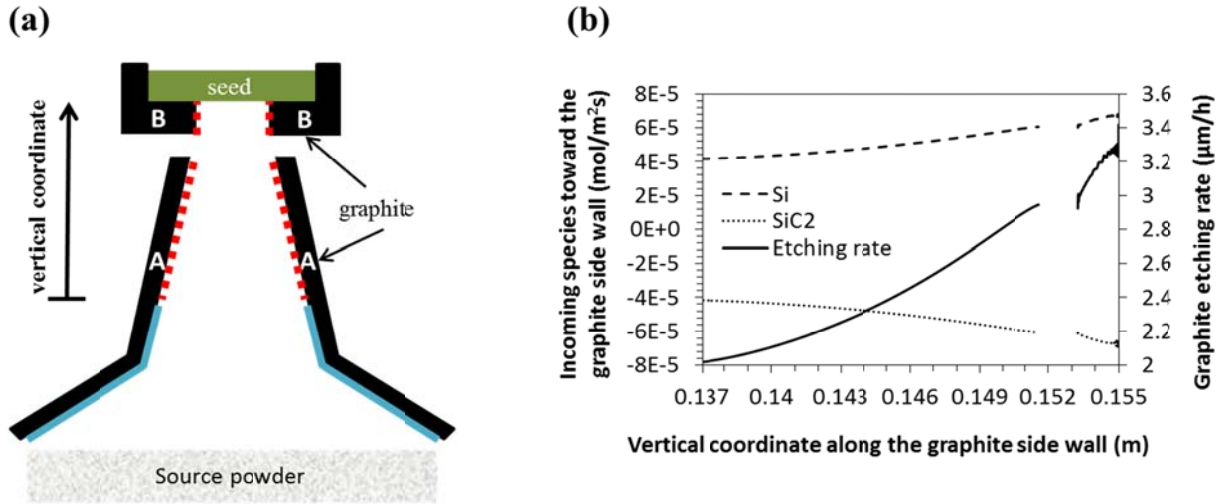 (a)
seed
B
B
vertical coordinate
graphite
A
A
Source powder
(b)
Incoming species toward the
graphite side wall (mol/m²s)
8E-5
6E-5
4E-5
2E-5
0E+0
-2E-5
-4E-5
-6E-5
-8E-5
Si
SiC2
Etching rate
3.6
3.4
3.2
3
2.8
2.6
2.4
2.2
2
Graphite etching rate (μm/h)
0.137
0.14
0.143
0.146
0.149
0.152
0.155
Vertical coordinate along the graphite side wall (m)